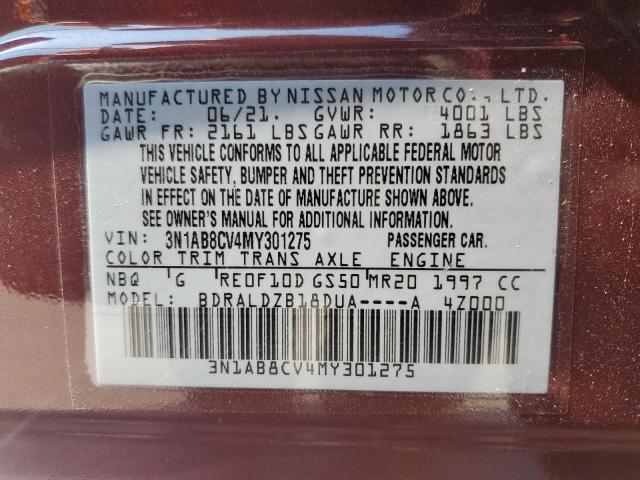 MANUFACTURED BY NISSAN MOTOR CO., LTD.
DATE: 06/21. GVWR: 4001 LBS
GAWR FR: 2161 LBS GAWR RR: 1863 LBS
THIS VEHICLE CONFORMS TO ALL APPLICABLE FEDERAL MOTOR
VEHICLE SAFETY, BUMPER AND THEFT PREVENTION STANDARDS
IN EFFECT ON THE DATE OF MANUFACTURE SHOWN ABOVE.
SEE OWNER'S MANUAL FOR ADDITIONAL INFORMATION.
VIN: 3N1AB8CV4MY301275 PASSENGER CAR.
COLOR TRIM TRANS AXLE ENGINE
NBQ G RE0F10D GS50 MR20 1997 CC
MODEL: BDRALDZB18DUA----A 4Z000
3N1AB8CV4MY301275